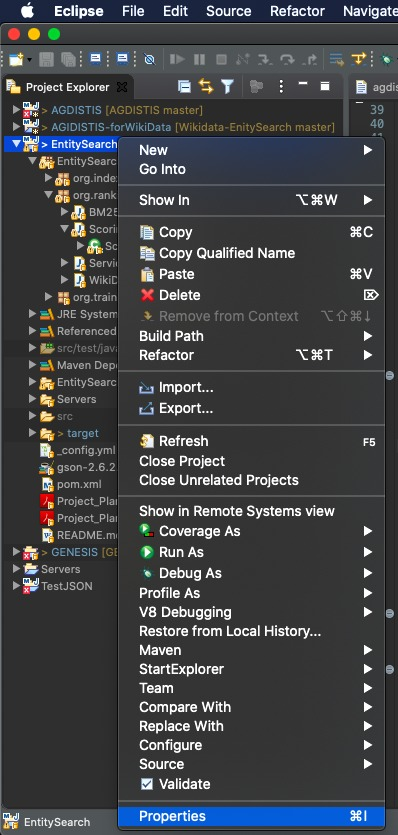 Eclipse File Edit Source Refactor Navigate
Project Explorer
agdis
> AGDISTIS [AGDISTIS master]
> AGIDISTIS-forWikiData [Wikidata-EnitySearch master]
> EntitySearch
EntitySearc
org.index
org.rank
BM25
Scori
Sc
Servic
WikiD
org.train
JRE System
Referenced
src/test/java
Maven Depe
EntitySearc
Servers
src
> target
_config.yml
gson-2.6.2
pom.xml
Project_Plan
Project_Plan
README.m
> GENESIS [GE
Servers
TestJSON
39
40
41
New
Go Into
Show In ⌥⌘W
Copy ⌘C
Copy Qualified Name
Paste ⌘V
Delete ⌦
Remove from Context ⌥⇧⌘↓
Build Path
Refactor ⌥⌘T
Import...
Export...
Refresh F5
Close Project
Close Unrelated Projects
Show in Remote Systems view
Coverage As
Run As
Debug As
Profile As
V8 Debugging
Restore from Local History...
Maven
StartExplorer
Team
Compare With
Replace With
Configure
Source
Validate
Properties ⌘I
EntitySearch